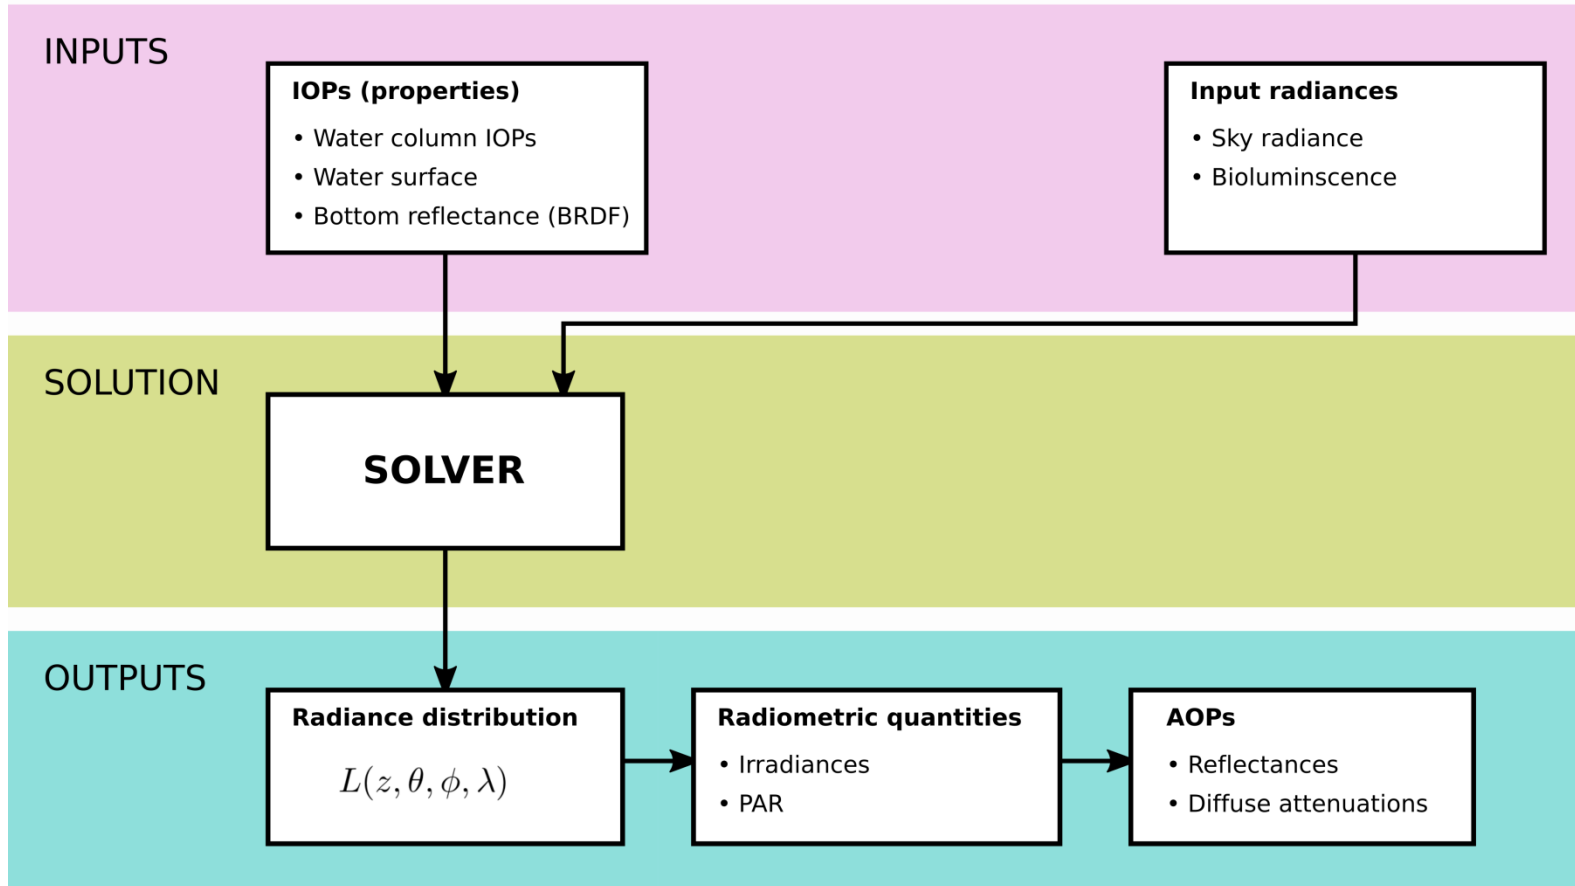 INPUTS
IOPs (properties)
• Water column IOPs
• Water surface
• Bottom reflectance (BRDF)
Input radiances
• Sky radiance
• Bioluminscence
SOLUTION
SOLVER
OUTPUTS
Radiance distribution
L(z, θ, ϕ, λ)
Radiometric quantities
• Irradiances
• PAR
AOPs
• Reflectances
• Diffuse attenuations